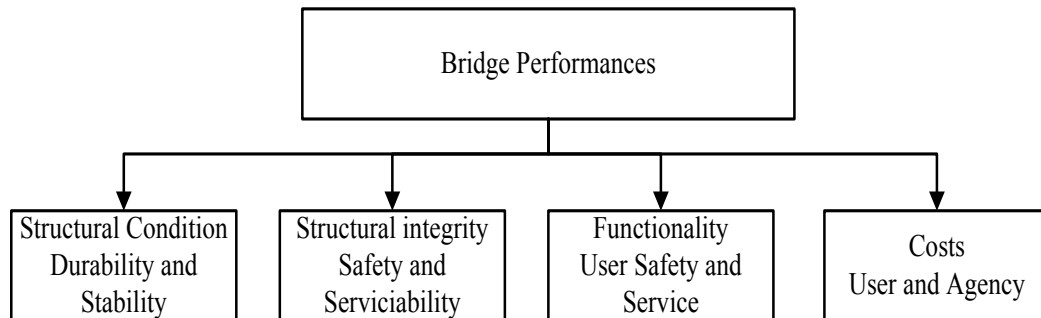 Bridge Performances
Structural Condition
Durability and
Stability
Structural integrity
Safety and
Serviciability
Functionality
User Safety and
Service
Costs
User and Agency